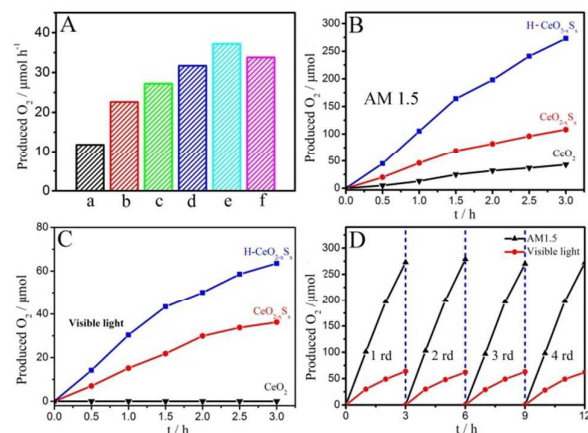 A
Produced O2 / μmol h-1
40
30
20
10
0
a b c d e f
B
Produced O2 / μmol
300
250
200
150
100
50
0
AM 1.5
H-CeO2-xSx
CeO2-xSx
CeO2
0.0 0.5 1.0 1.5 2.0 2.5 3.0
t / h
C
Produced O2 /μmol
80
60
40
20
0
Visible light
H-CeO2-xSx
CeO2-xSx
CeO2
0.0 0.5 1.0 1.5 2.0 2.5 3.0
t / h
D
Produced O2 /μmol
350
300
250
200
150
100
50
0
AM1.5
Visible light
1 rd 2 rd 3 rd 4 rd
0 3 6 9 12
t / h